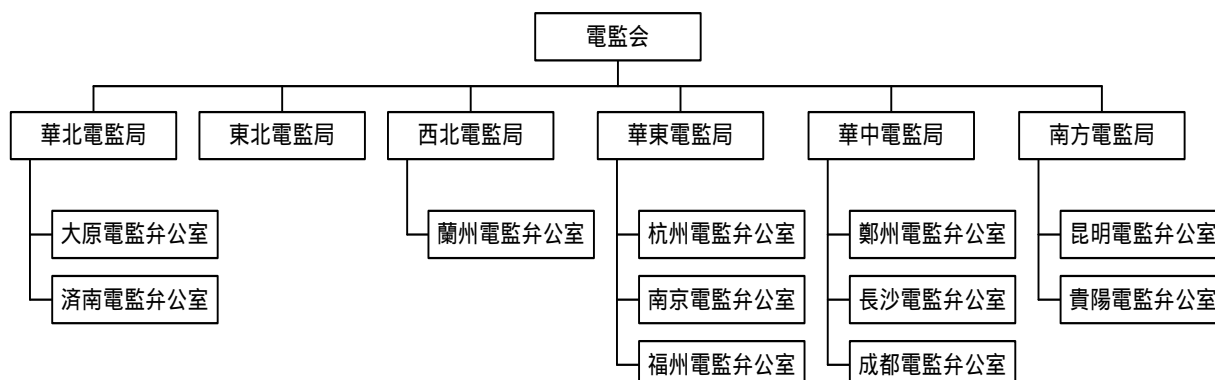 電監会
華北電監局
東北電監局
西北電監局
華東電監局
華中電監局
南方電監局
大原電監弁公室
蘭州電監弁公室
杭州電監弁公室
鄭州電監弁公室
昆明電監弁公室
済南電監弁公室
南京電監弁公室
長沙電監弁公室
貴陽電監弁公室
福州電監弁公室
成都電監弁公室